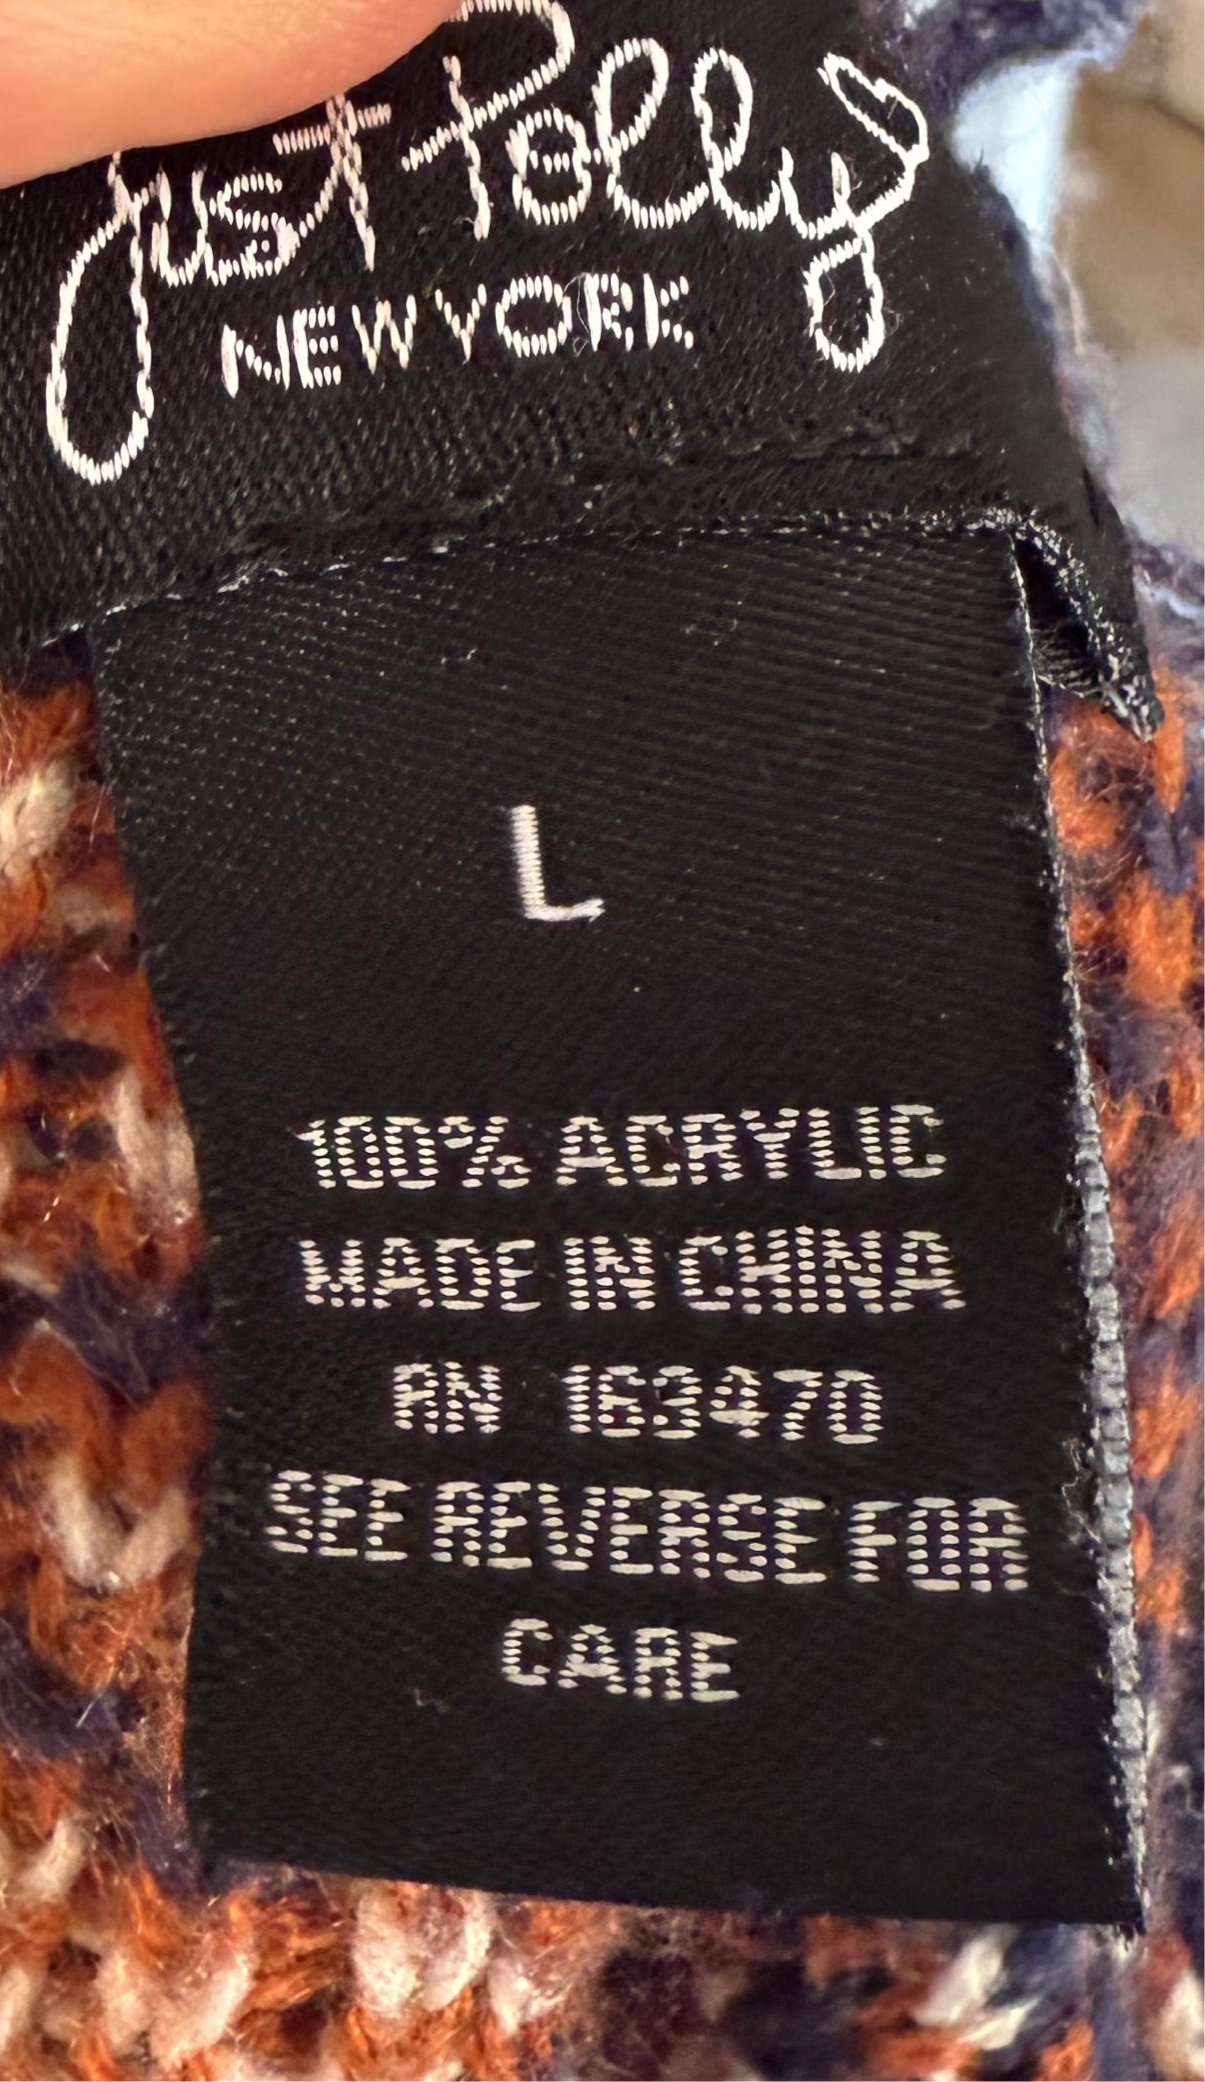 just Polly
NEW YORK
L
100% ACRYLIC
MADE IN CHINA
RN 163470
SEE REVERSE FOR
CARE